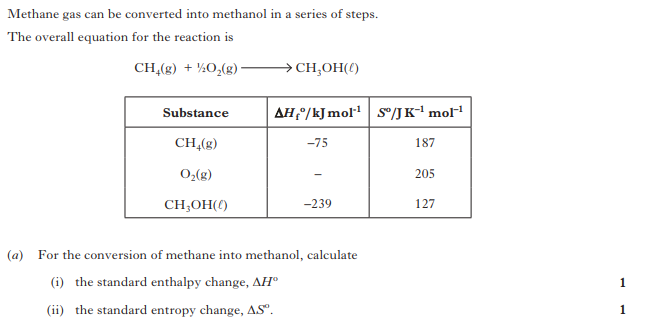 Methane gas can be converted into methanol in a series of steps.
The overall equation for the reaction is
CH₄(g) + ½O₂(g) ⟶ CH₃OH(ℓ)
Substance ΔHf°/kJ mol⁻¹ S°/J K⁻¹ mol⁻¹
CH₄(g) −75 187
O₂(g) – 205
CH₃OH(ℓ) −239 127
(a) For the conversion of methane into methanol, calculate
(i) the standard enthalpy change, ΔH° 1
(ii) the standard entropy change, ΔS°. 1